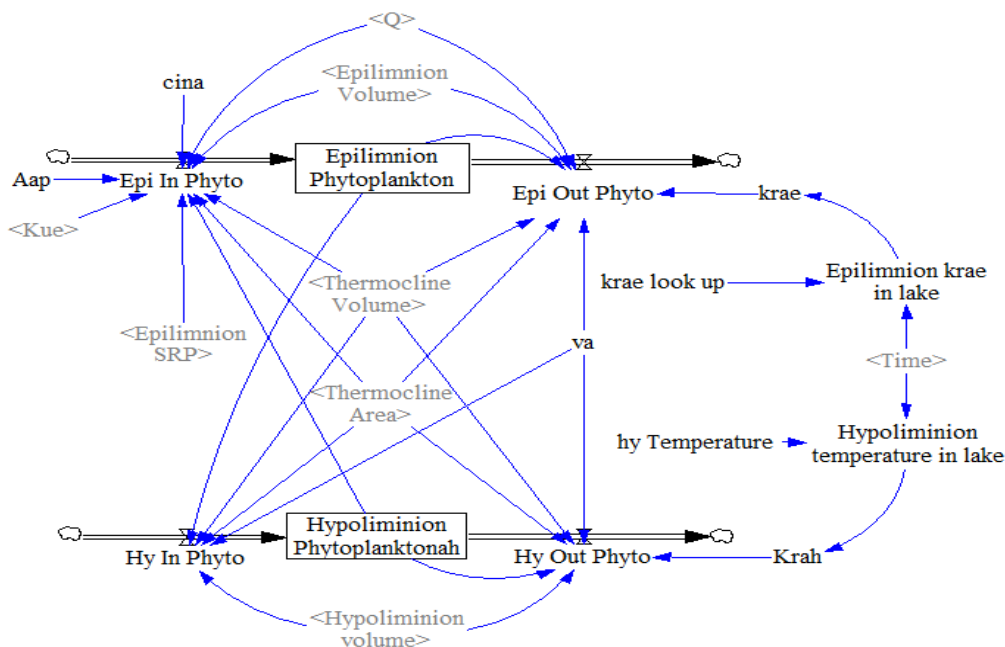 <Q>
cina
<Epilimnion
Volume>
Epilimnion
Phytoplankton
Aap
Epi In Phyto
Epi Out Phyto
krae
<Kue>
<Thermocline
Volume>
krae look up
Epilimnion krae
in lake
<Epilimnion
SRP>
va
<Time>
<Thermocline
Area>
hy Temperature
Hypoliminion
temperature in lake
Hypoliminion
Phytoplanktonah
Hy In Phyto
Hy Out Phyto
Krah
<Hypoliminion
volume>